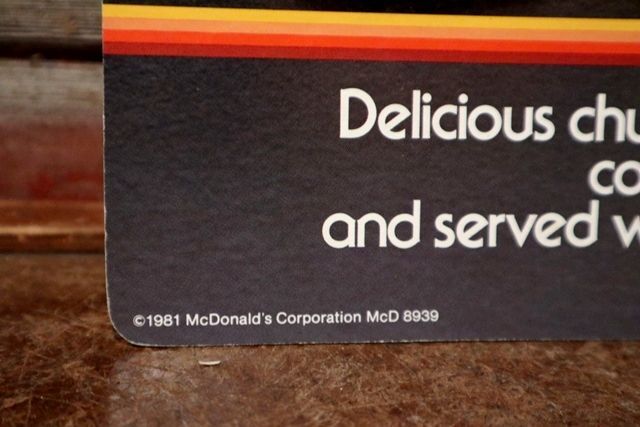 Delicious chu
co
and served w
©1981 McDonald's Corporation McD 8939